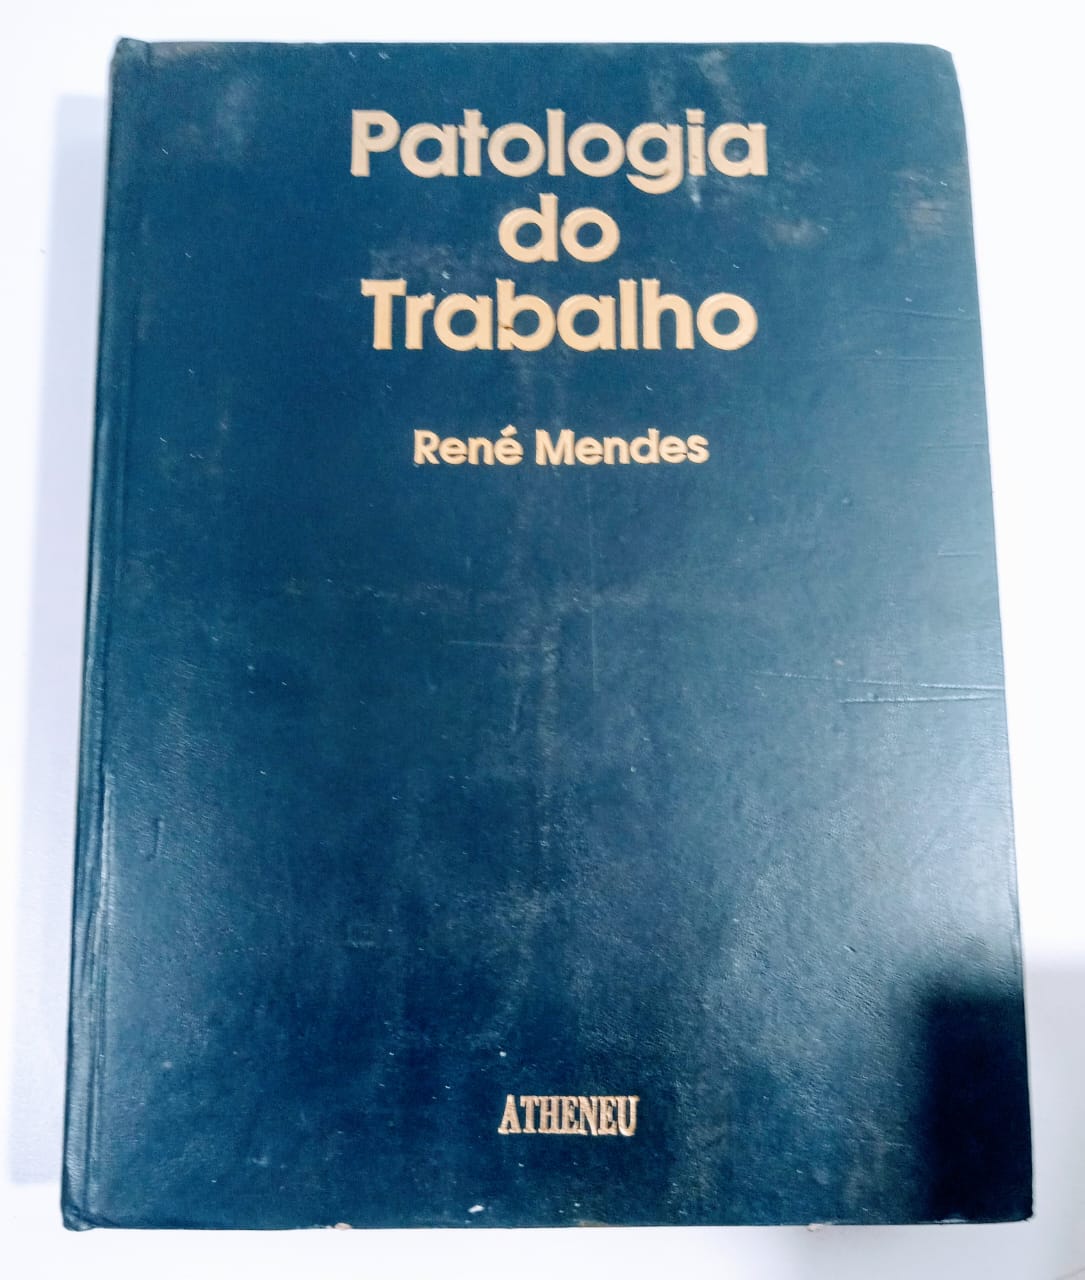 Patologia
do
Trabalho
René Mendes
ATHENEU